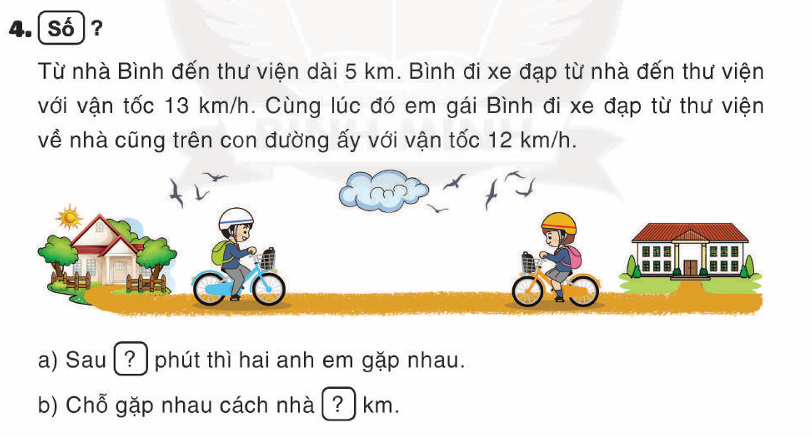 4. Số ?
Từ nhà Bình đến thư viện dài 5 km. Bình đi xe đạp từ nhà đến thư viện
với vận tốc 13 km/h. Cùng lúc đó em gái Bình đi xe đạp từ thư viện
về nhà cũng trên con đường ấy với vận tốc 12 km/h.
a) Sau ? phút thì hai anh em gặp nhau.
b) Chỗ gặp nhau cách nhà ? km.